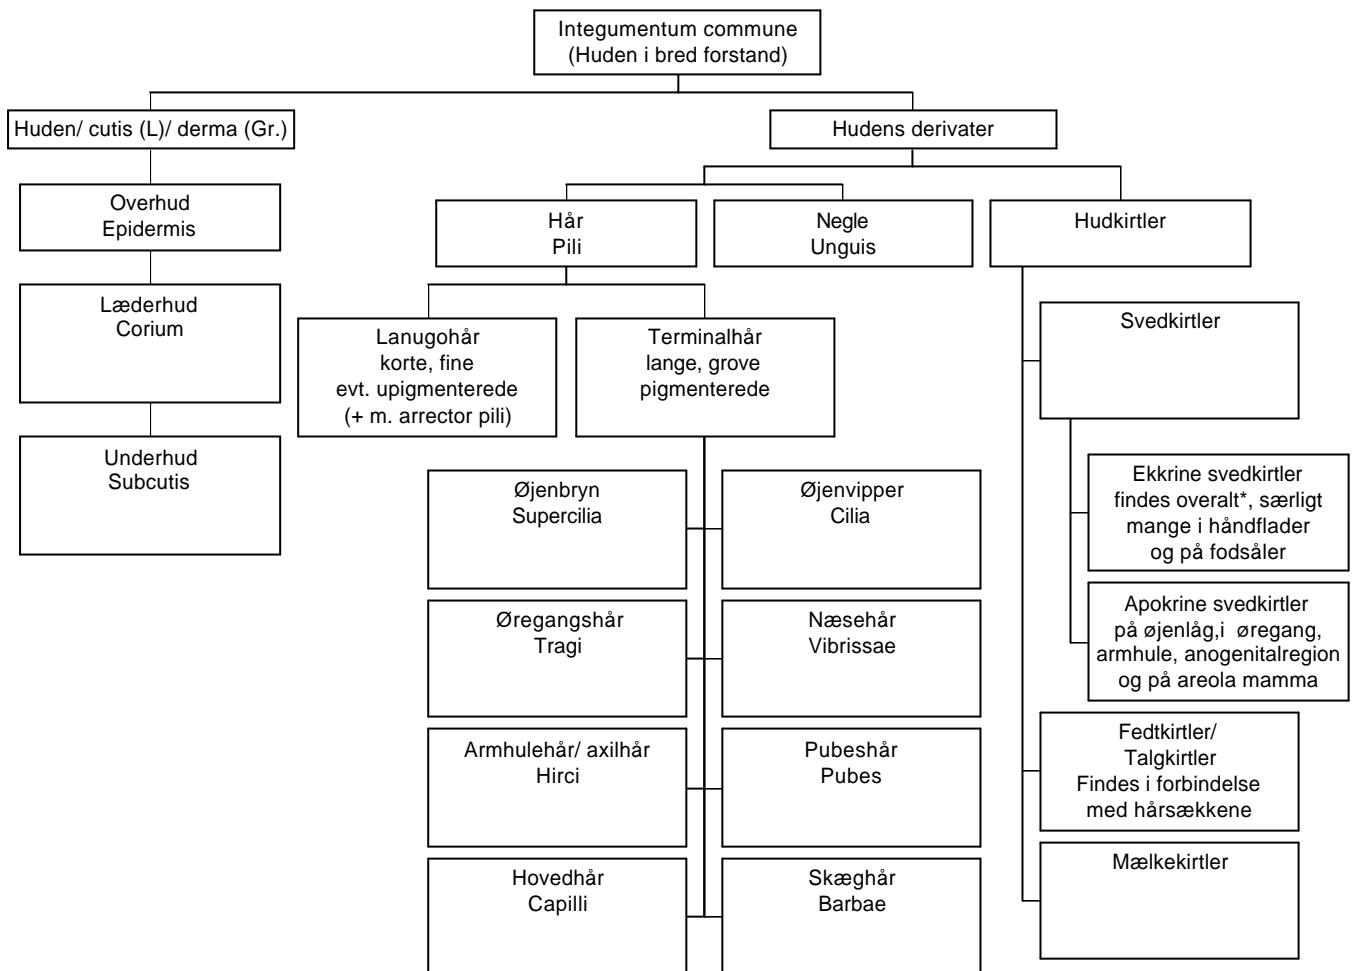 Integumentum commune
(Huden i bred forstand)
Huden/ cutis (L)/ derma (Gr.)
Hudens derivater
Overhud
Epidermis
Hår
Pili
Negle
Unguis
Hudkirtler
Læderhud
Corium
Lanugohår
korte, fine
evt. upigmenterede
(+ m. arrector pili)
Terminalhår
lange, grove
pigmenterede
Svedkirtler
Underhud
Subcutis
Øjenbryn
Supercilia
Øjenvipper
Cilia
Ekkrine svedkirtler
findes overalt*, særligt
mange i håndflader
og på fodsåler
Øregangshår
Tragi
Næsehår
Vibrissae
Apokrine svedkirtler
på øjenlåg,i øregang,
armhule, anogenitalregion
og på areola mamma
Armhulehår/ axilhår
Hirci
Pubeshår
Pubes
Fedtkirtler/
Talgkirtler
Findes i forbindelse
med hårsækkene
Hovedhår
Capilli
Skæghår
Barbae
Mælkekirtler